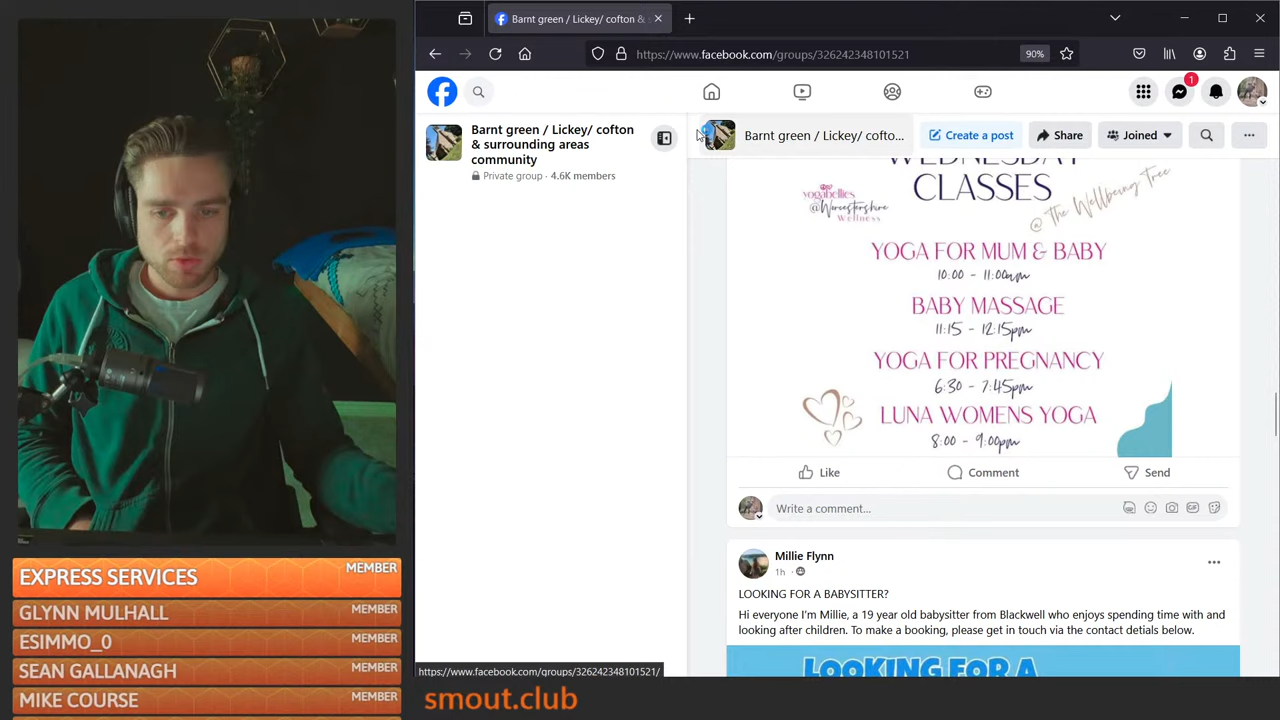 Barnt green / Lickey/ cofton &
https://www.facebook.com/groups/326242348101521
90%
1
Barnt green / Lickey/ cofton
& surrounding areas
community
Private group · 4.6K members
Barnt green / Lickey/ cofto...
Create a post
Share
Joined
WEDNESDAY
CLASSES
yogabellies
@Worcestershire
Wellness
@ The Wellbeing Tree
YOGA FOR MUM & BABY
10:00 - 11:00am
BABY MASSAGE
11:15 - 12:15pm
YOGA FOR PREGNANCY
6:30 - 7:45pm
LUNA WOMENS YOGA
8:00 - 9:00pm
Like
Comment
Send
Write a comment...
GIF
Millie Flynn
1h ·
LOOKING FOR A BABYSITTER?
Hi everyone I'm Millie, a 19 year old babysitter from Blackwell who enjoys spending time with and
looking after children. To make a booking, please get in touch via the contact detials below.
LOOKING FOR A
https://www.facebook.com/groups/326242348101521/
EXPRESS SERVICES MEMBER
GLYNN MULHALL MEMBER
ESIMMO_0 MEMBER
SEAN GALLANAGH MEMBER
MIKE COURSE MEMBER
smout.club